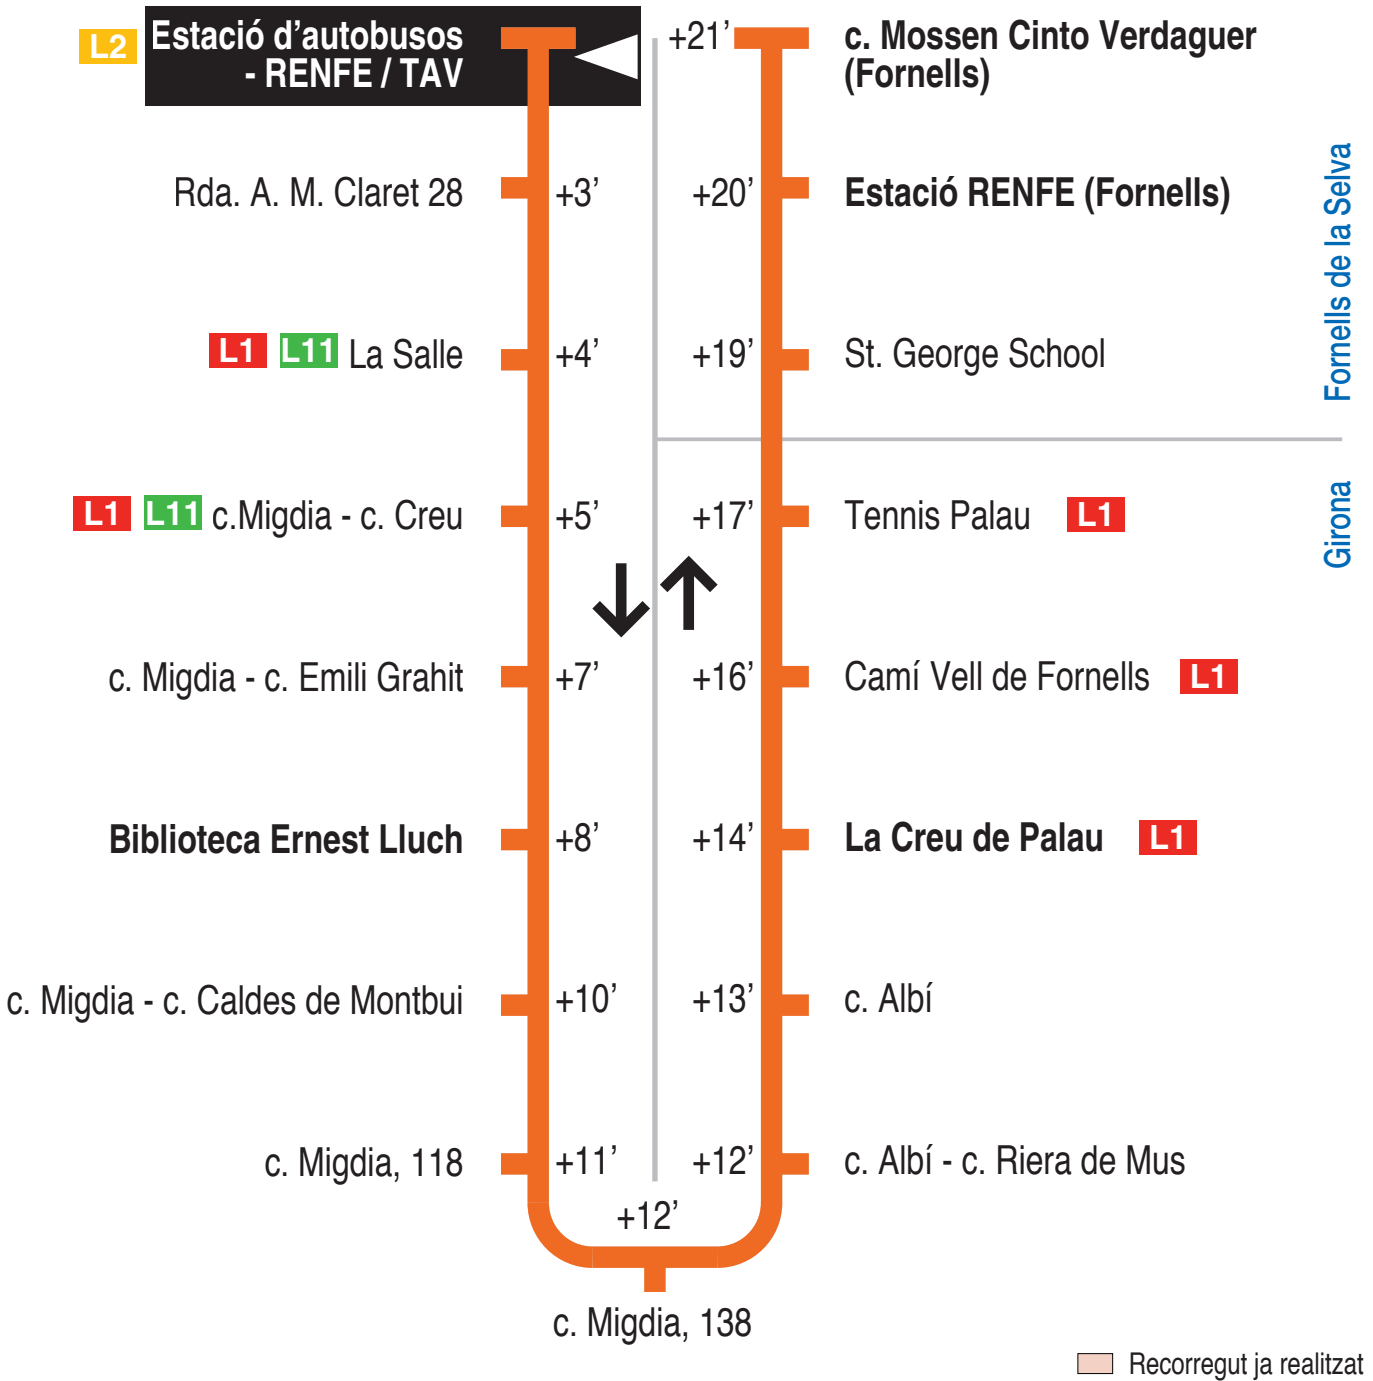 L2 Estació d’autobusos
- RENFE / TAV
Rda. A. M. Claret 28 +3’
L1 L11 La Salle +4’
L1 L11 c.Migdia - c. Creu +5’
c. Migdia - c. Emili Grahit +7’
Biblioteca Ernest Lluch +8’
c. Migdia - c. Caldes de Montbui +10’
c. Migdia, 118 +11’
+12’
c. Migdia, 138
+21’ c. Mossen Cinto Verdaguer
(Fornells)
+20’ Estació RENFE (Fornells)
+19’ St. George School
+17’ Tennis Palau L1
+16’ Camí Vell de Fornells L1
+14’ La Creu de Palau L1
+13’ c. Albí
+12’ c. Albí - c. Riera de Mus
Fornells de la Selva
Girona
Recorregut ja realitzat